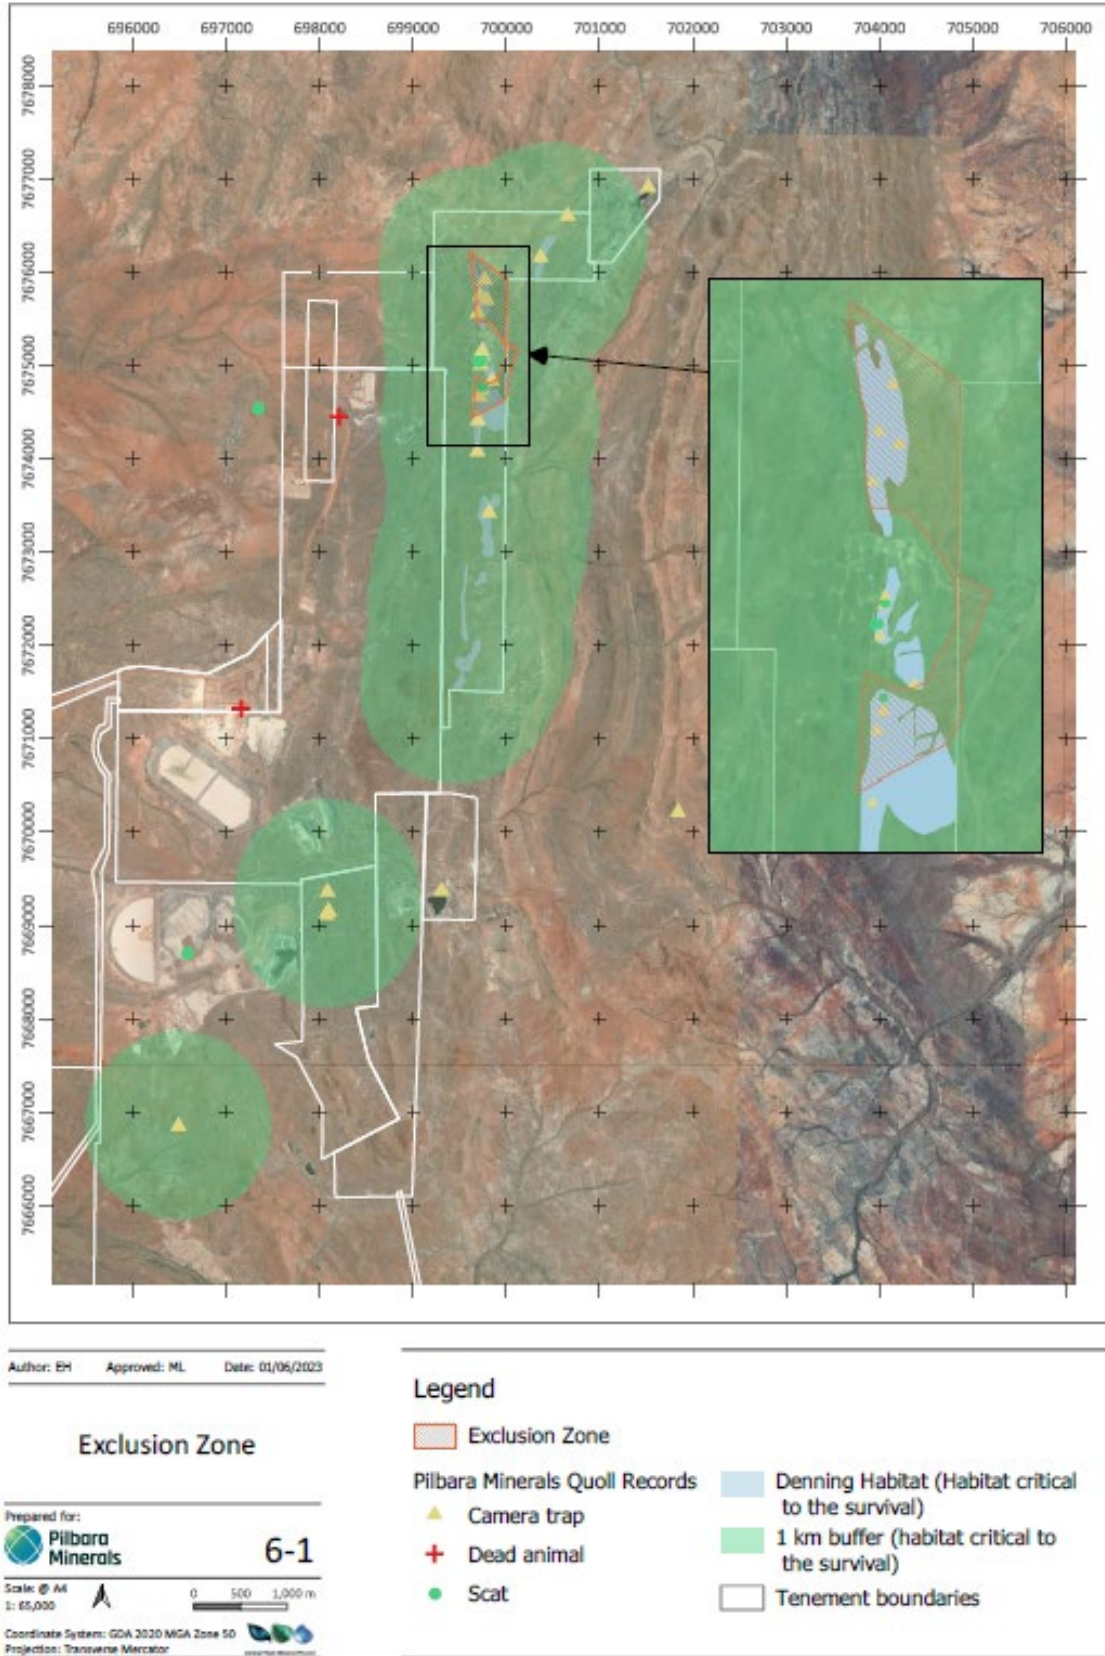 696000 697000 698000 699000 700000 701000 702000 703000 704000 705000 706000
7678000
7677000
7676000
7675000
7674000
7673000
7672000
7671000
7670000
7669000
7668000
7667000
7666000
Author: EH Approved: ML Date: 01/06/2023
Exclusion Zone
Prepared for:
Pilbara
Minerals
6-1
Scale: @ A4
1: 65,000
0 500 1,000 m
Coordinate System: GDA 2020 MGA Zone 50
Projection: Transverse Mercator
Legend
Exclusion Zone
Pilbara Minerals Quoll Records
Camera trap
Dead animal
Scat
Denning Habitat (Habitat critical
to the survival)
1 km buffer (habitat critical to
the survival)
Tenement boundaries